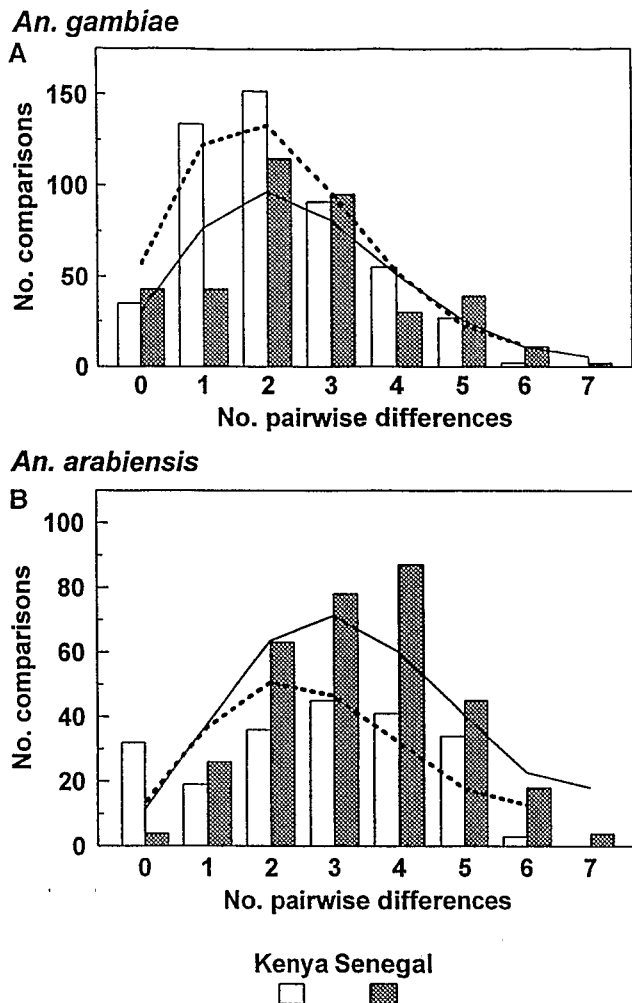 An. gambiae
A
150
100
50
0
No. comparisons
0 1 2 3 4 5 6 7
No. pairwise differences
An. arabiensis
B
100
80
60
40
20
0
No. comparisons
0 1 2 3 4 5 6 7
No. pairwise differences
Kenya Senegal